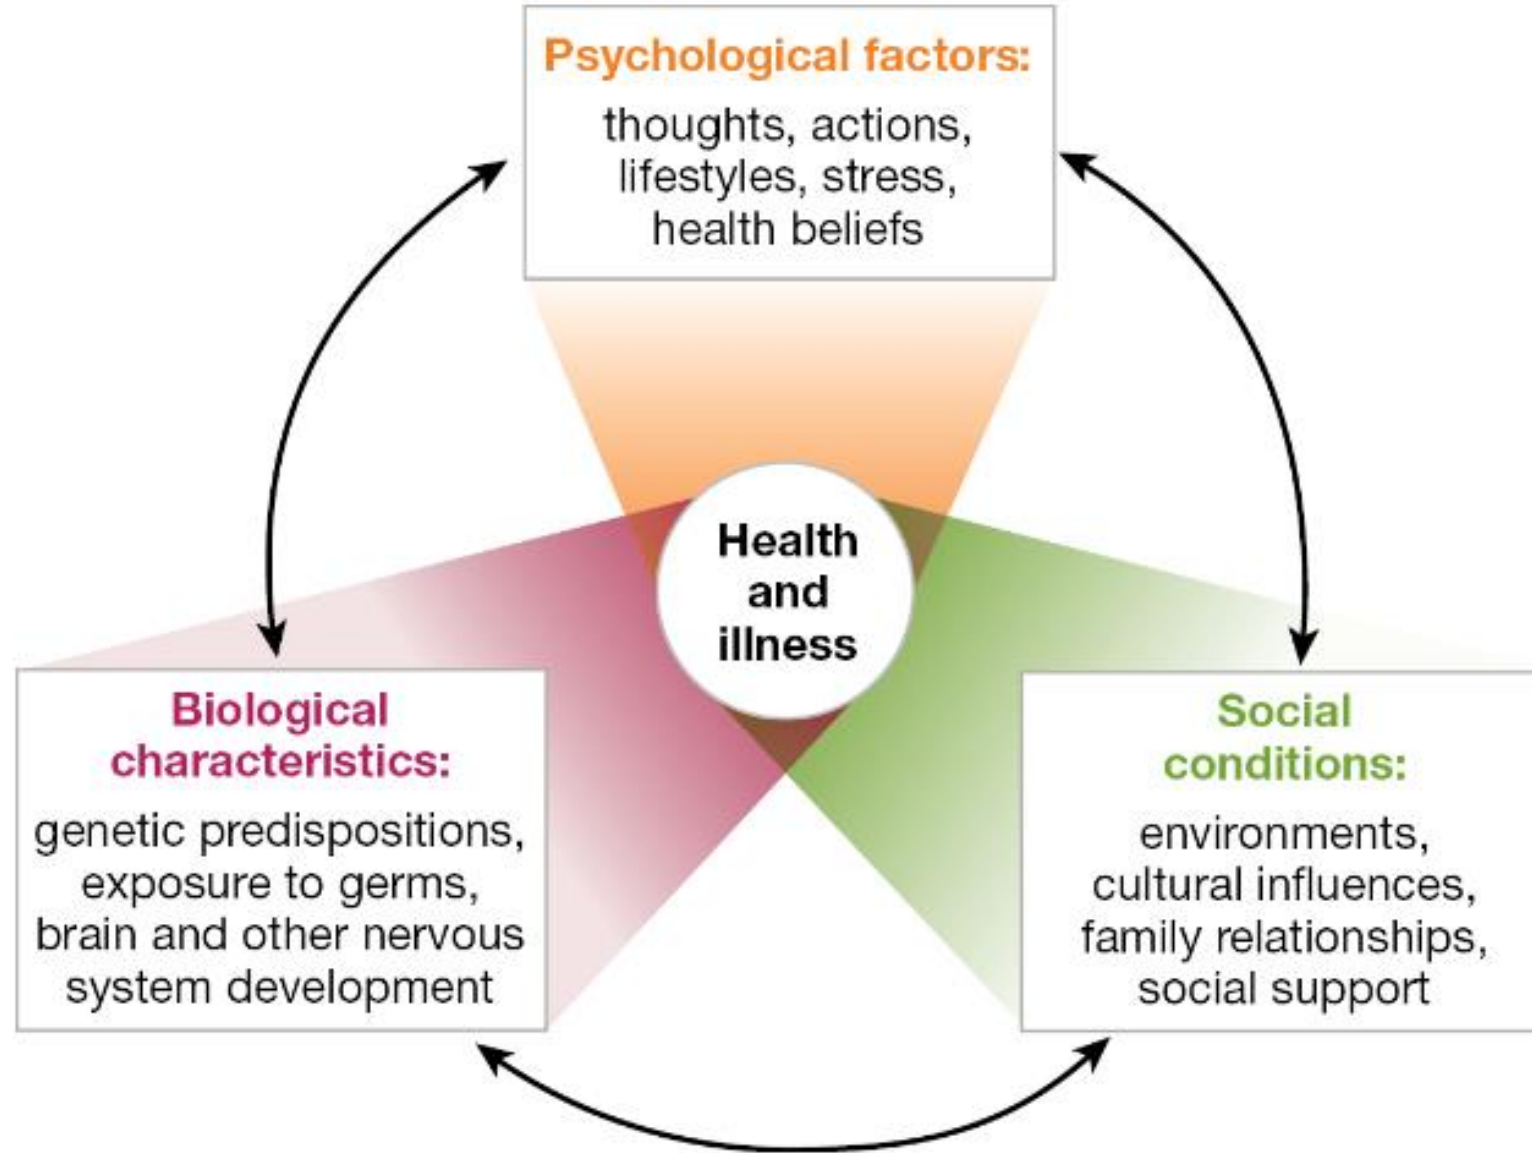 Psychological factors:
thoughts, actions,
lifestyles, stress,
health beliefs
Health
and
illness
Biological
characteristics:
genetic predispositions,
exposure to germs,
brain and other nervous
system development
Social
conditions:
environments,
cultural influences,
family relationships,
social support